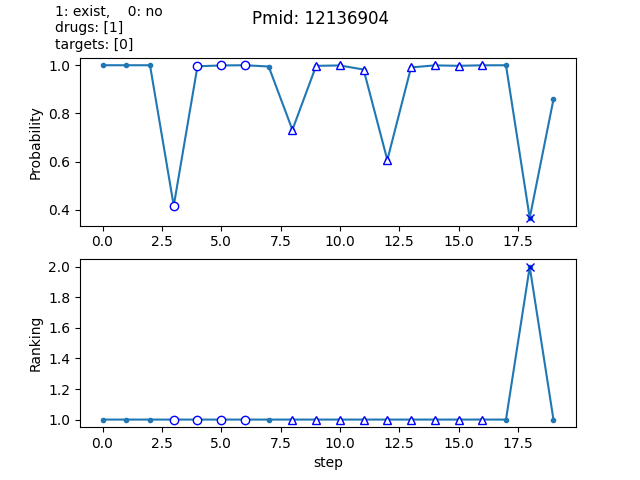 1: exist,    0: no
drugs: [1]
targets: [0]
Pmid: 12136904
Probability
1.0
0.8
0.6
0.4
0.0 2.5 5.0 7.5 10.0 12.5 15.0 17.5
Ranking
2.0
1.8
1.6
1.4
1.2
1.0
0.0 2.5 5.0 7.5 10.0 12.5 15.0 17.5
step